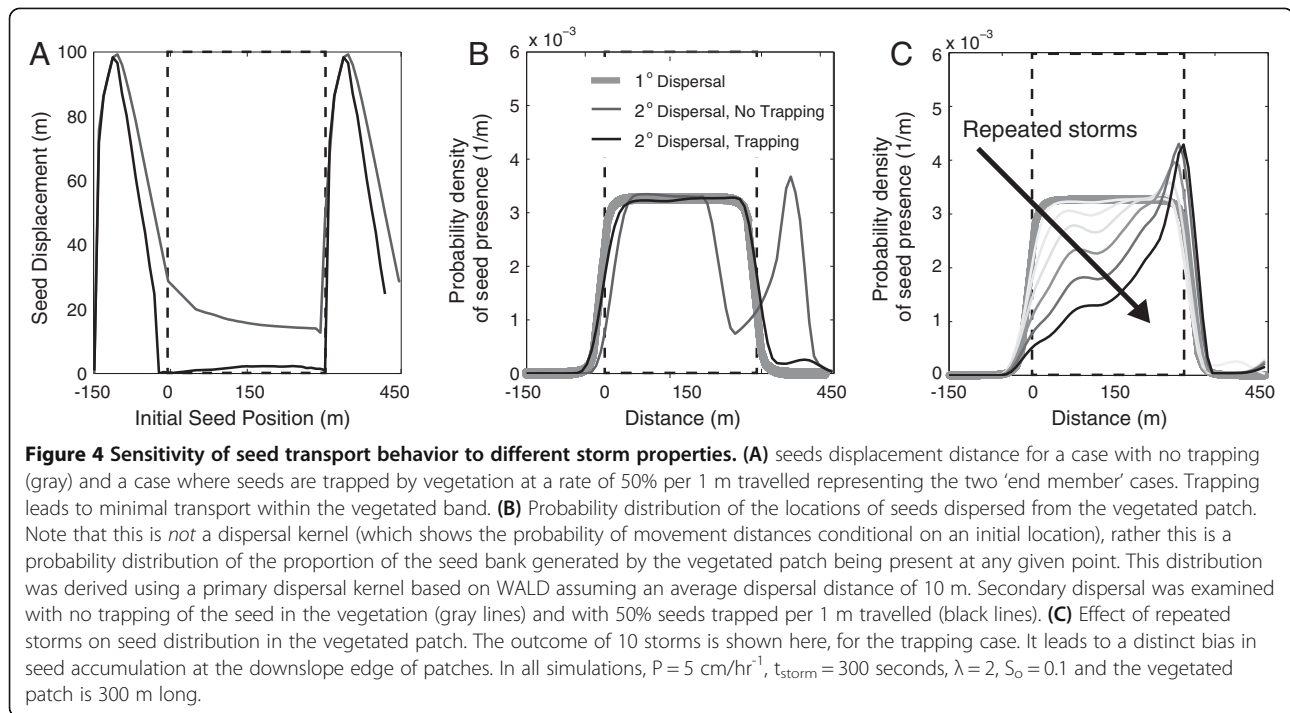 A
100
80
60
40
20
0
Seed Displacement (m)
-150
0
150
450
Initial Seed Position (m)
B
x 10⁻³
6
5
4
3
2
1
0
Probability density
of seed presence (1/m)
1° Dispersal
2° Dispersal, No Trapping
2° Dispersal, Trapping
-150
0
150
450
Distance (m)
C
x 10⁻³
6
5
4
3
2
1
0
Probability density
of seed presence (1/m)
Repeated storms
-150
0
150
450
Distance (m)
Figure 4 Sensitivity of seed transport behavior to different storm properties. (A) seeds displacement distance for a case with no trapping
(gray) and a case where seeds are trapped by vegetation at a rate of 50% per 1 m travelled representing the two ‘end member’ cases. Trapping
leads to minimal transport within the vegetated band. (B) Probability distribution of the locations of seeds dispersed from the vegetated patch.
Note that this is not a dispersal kernel (which shows the probability of movement distances conditional on an initial location), rather this is a
probability distribution of the proportion of the seed bank generated by the vegetated patch being present at any given point. This distribution
was derived using a primary dispersal kernel based on WALD assuming an average dispersal distance of 10 m. Secondary dispersal was examined
with no trapping of the seed in the vegetation (gray lines) and with 50% seeds trapped per 1 m travelled (black lines). (C) Effect of repeated
storms on seed distribution in the vegetated patch. The outcome of 10 storms is shown here, for the trapping case. It leads to a distinct bias in
seed accumulation at the downslope edge of patches. In all simulations, P = 5 cm/hr⁻¹, t_storm = 300 seconds, λ = 2, Sₒ = 0.1 and the vegetated
patch is 300 m long.